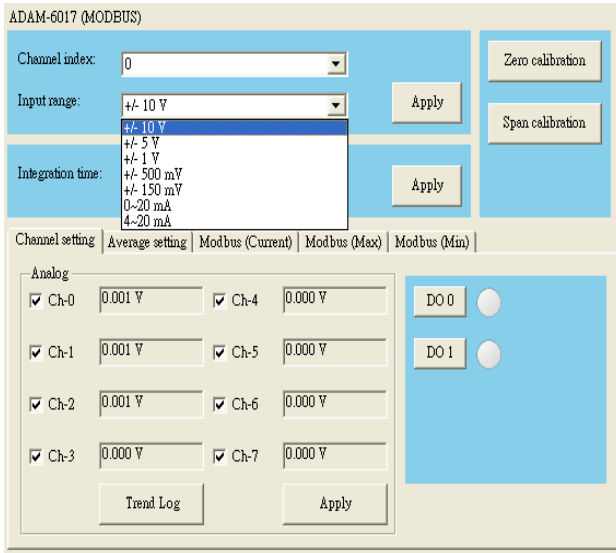 ADAM-6017 (MODBUS)
Channel index:
0
Zero calibration
Input range:
+/- 10 V
Apply
Span calibration
+/- 10 V
+/- 5 V
+/- 1 V
+/- 500 mV
+/- 150 mV
0~20 mA
4~20 mA
Integration time:
Apply
Channel setting Average setting Modbus (Current) Modbus (Max) Modbus (Min)
Analog
Ch-0 0.001 V Ch-4 0.000 V DO 0
Ch-1 0.001 V Ch-5 0.000 V DO 1
Ch-2 0.001 V Ch-6 0.000 V
Ch-3 0.000 V Ch-7 0.000 V
Trend Log Apply